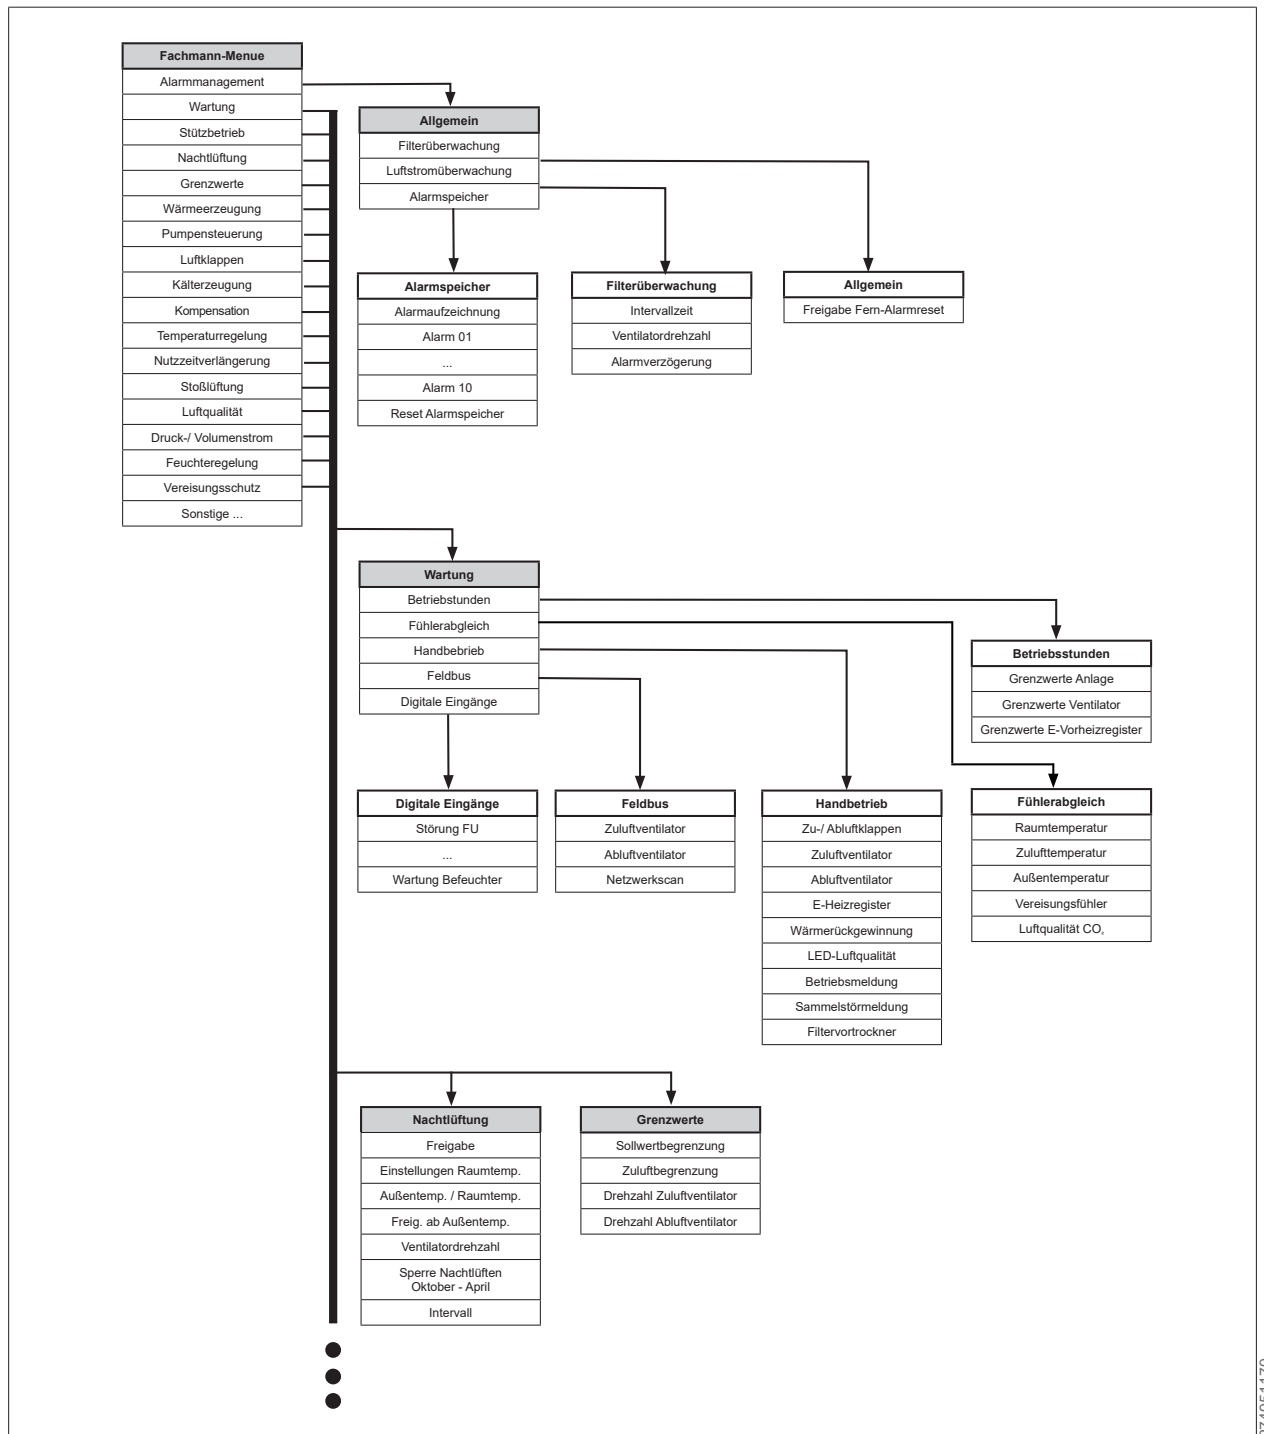 Fachmann-Menue
Alarmmanagement
Wartung
Stützbetrieb
Nachtlüftung
Grenzwerte
Wärmeerzeugung
Pumpensteuerung
Luftklappen
Kälterzeugung
Kompensation
Temperaturregelung
Nutzzeitverlängerung
Stoßlüftung
Luftqualität
Druck-/ Volumenstrom
Feuchteregelung
Vereisungsschutz
Sonstige ...
Allgemein
Filterüberwachung
Luftstromüberwachung
Alarmspeicher
Alarmspeicher
Alarmaufzeichnung
Alarm 01
...
Alarm 10
Reset Alarmspeicher
Filterüberwachung
Intervallzeit
Ventilatordrehzahl
Alarmverzögerung
Allgemein
Freigabe Fern-Alarmreset
Wartung
Betriebstunden
Fühlerabgleich
Handbebrieb
Feldbus
Digitale Eingänge
Betriebsstunden
Grenzwerte Anlage
Grenzwerte Ventilator
Grenzwerte E-Vorheizregister
Digitale Eingänge
Störung FU
...
Wartung Befeuchter
Feldbus
Zuluftventilator
Abluftventilator
Netzwerkscan
Handbetrieb
Zu-/ Abluftklappen
Zuluftventilator
Abluftventilator
E-Heizregister
Wärmerückgewinnung
LED-Luftqualität
Betriebsmeldung
Sammelstörmeldung
Filtervortrockner
Fühlerabgleich
Raumtemperatur
Zulufttemperatur
Außentemperatur
Vereisungsfühler
Luftqualität CO₂
Nachtlüftung
Freigabe
Einstellungen Raumtemp.
Außentemp. / Raumtemp.
Freig. ab Außentemp.
Ventilatordrehzahl
Sperre Nachtlüften
Oktober - April
Intervall
Grenzwerte
Sollwertbegrenzung
Zuluftbegrenzung
Drehzahl Zuluftventilator
Drehzahl Abluftventilator